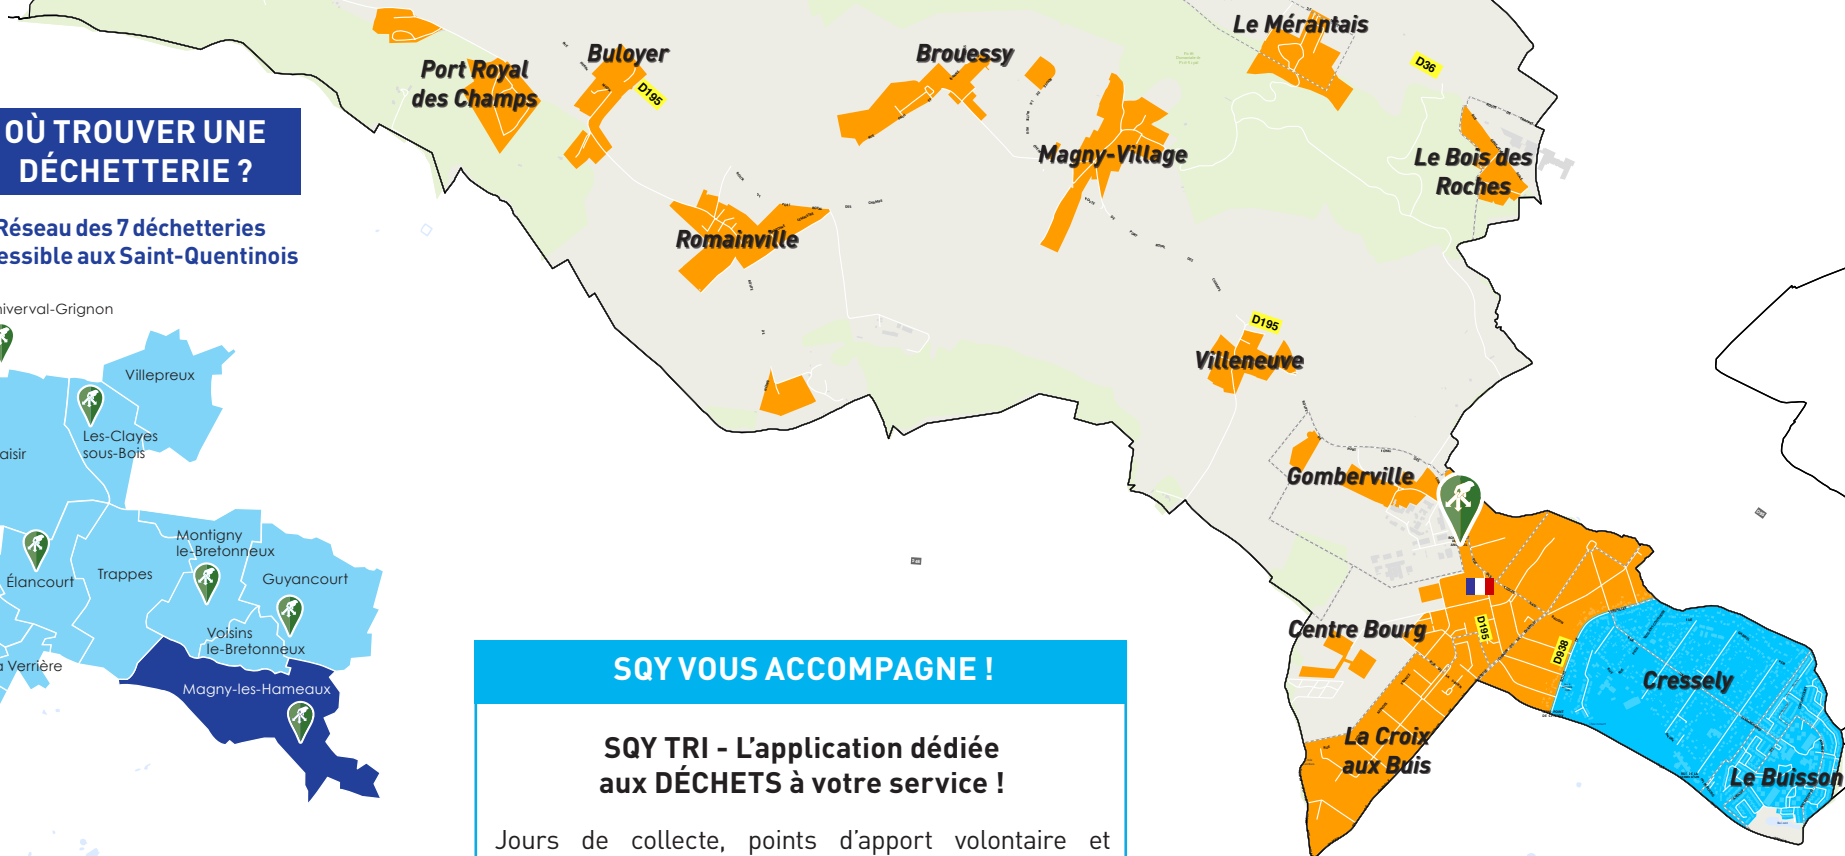 Le Mérantais
Buloyer
Brouessy
Port Royal
des Champs
D195
D36
OÙ TROUVER UNE
DÉCHETTERIE ?
Magny-Village
Le Bois des
Roches
Réseau des 7 déchetteries
essible aux Saint-Quentinois
Romainville
iverval-Grignon
D195
Villeneuve
Villepreux
Les-Clayes
sous-Bois
aisir
Gomberville
Montigny
le-Bretonneux
Élancourt
Trappes
Guyancourt
Voisins
le-Bretonneux
Verrière
Magny-les-Hameaux
Centre Bourg
D195
D938
Cressely
La Croix
aux Buis
Le Buisson
SQY VOUS ACCOMPAGNE !
SQY TRI - L’application dédiée
aux DÉCHETS à votre service !
Jours de collecte, points d’apport volontaire et